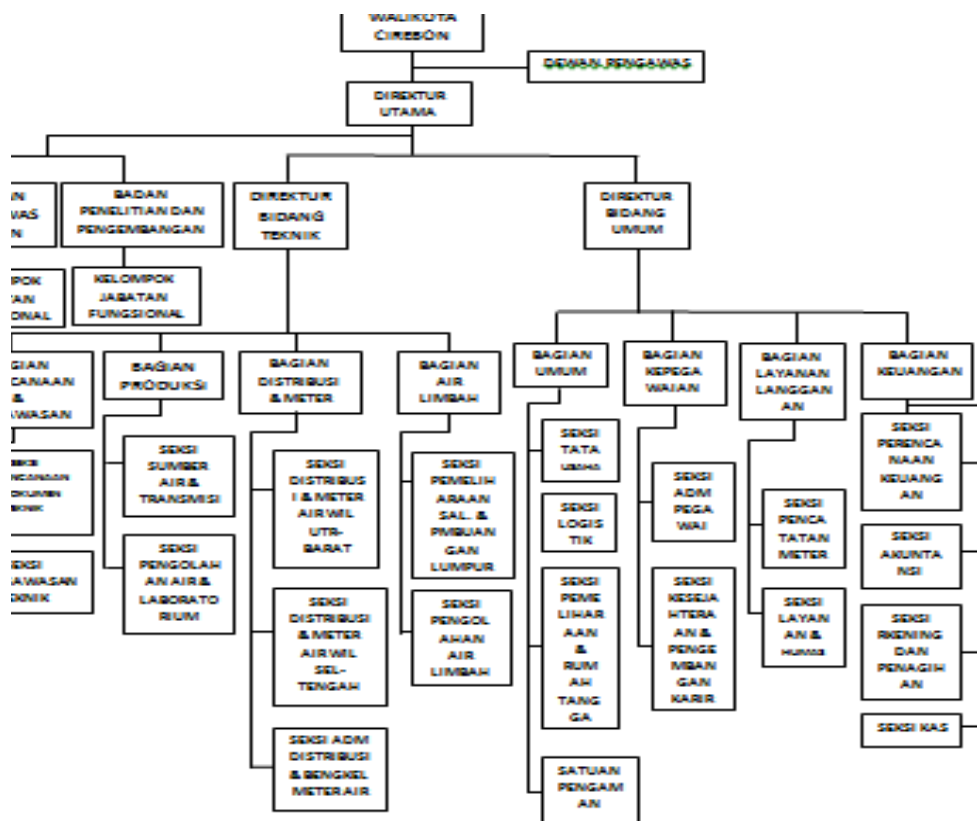 WALIKOTA
CIREBON
DEWAN PENGAWAS
DIREKTUR
UTAMA
BADAN
PENELITIAN DAN
PENGEMBANGAN
DIREKTUR
BIDANG
TEKNIK
DIREKTUR
BIDANG
UMUM
KELOMPOK
JABATAN
FUNGSIONAL
BAGIAN
PRODUKSI
BAGIAN
DISTRIBUSI
& METER
BAGIAN
AIR
LIMBAH
BAGIAN
UMUM
BAGIAN
KEPEGA
WAIAN
BAGIAN
LAYANAN
LANGGAN
AN
BAGIAN
KEUANGAN
SEKSI
SUMBER
AIR &
TRANSMISI
SEKSI
PENGOLAH
AN AIR &
LABORATO
RIUM
SEKSI
DISTRIBUS
I & METER
AIR WIL
UTR-
BARAT
SEKSI
DISTRIBUSI
& METER
AIR WIL
SEL-
TENGAH
SEKSI ADM
DISTRIBUSI
& BENGKEL
METER AIR
SEKSI
PEMELIH
ARAAN
SAL. &
PMBUAN
GAN
LUMPUR
SEKSI
PENGOL
AHAN
AIR
LIMBAH
SEKSI
TATA
USAHA
SEKSI
LOGIS
TIK
SEKSI
PEME
LIHAR
AAN
&
RUM
AH
TANG
GA
SATUAN
PENGAM
AN
SEKSI
ADM
PEGA
WAI
SEKSI
KESEJA
HTERA
AN &
PENGE
MBAN
GAN
KARIR
SEKSI
PENCA
TATAN
METER
SEKSI
LAYAN
AN &
HUMAS
SEKSI
PERENCA
NAAN
KEUANG
AN
SEKSI
AKUNTA
NSI
SEKSI
RKENING
DAN
PENAGIH
AN
SEKSI KAS